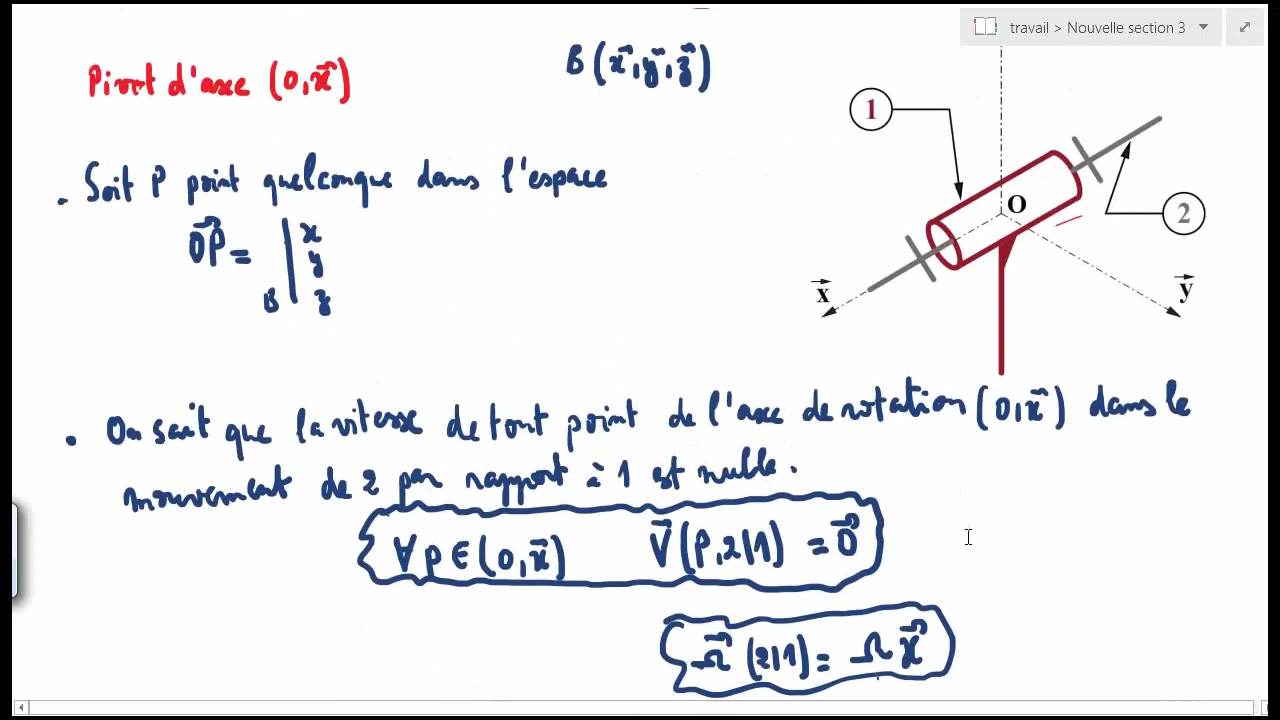 travail > Nouvelle section 3
Pivot d'axe (O,x⃗)
B(x⃗,y⃗,z⃗)
1
O
2
x⃗
y⃗
. Soit P point quelconque dans l'espace
OP⃗ =
x
y
z
B
. On sait que la vitesse de tout point de l'axe de rotation (O,x⃗) dans le
mouvement de 2 par rapport à 1 est nulle.
∀P∈(O,x⃗) V⃗(P,2/1) = 0⃗
Ω⃗(2/1) = Ω x⃗